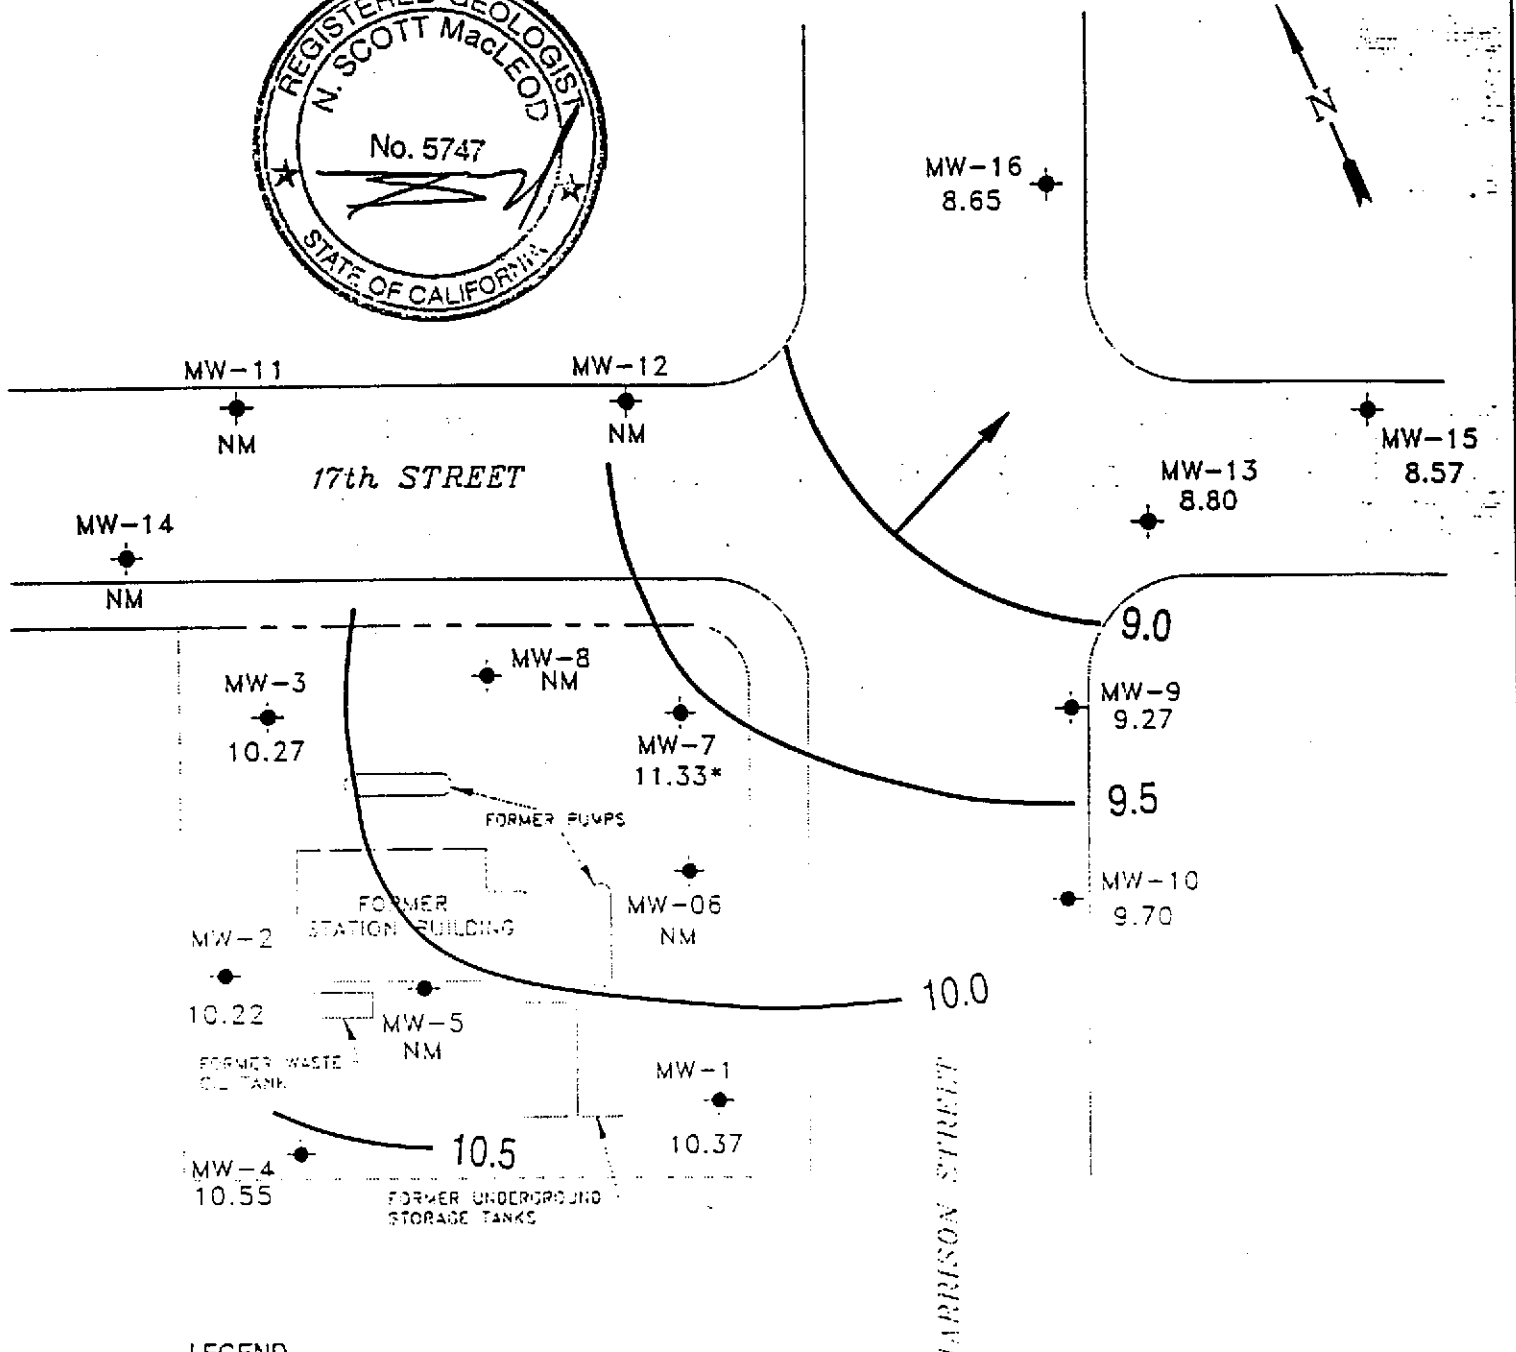 REGISTERED GEOLOGIST
N. SCOTT MacLEOD
No. 5747
STATE OF CALIFORNIA
N
MW-16
8.65
MW-11
NM
MW-12
NM
MW-15
8.57
17th STREET
MW-13
8.80
MW-14
NM
9.0
MW-8
NM
MW-3
10.27
MW-9
9.27
MW-7
11.33*
9.5
FORMER PUMPS
MW-06
NM
MW-10
9.70
FORMER
STATION BUILDING
MW-2
10.22
10.0
MW-5
NM
FORMER WASTE
OIL TANK
MW-1
10.37
10.5
MW-4
10.55
FORMER UNDERGROUND
STORAGE TANKS
HARRISON STREET
LEGEND